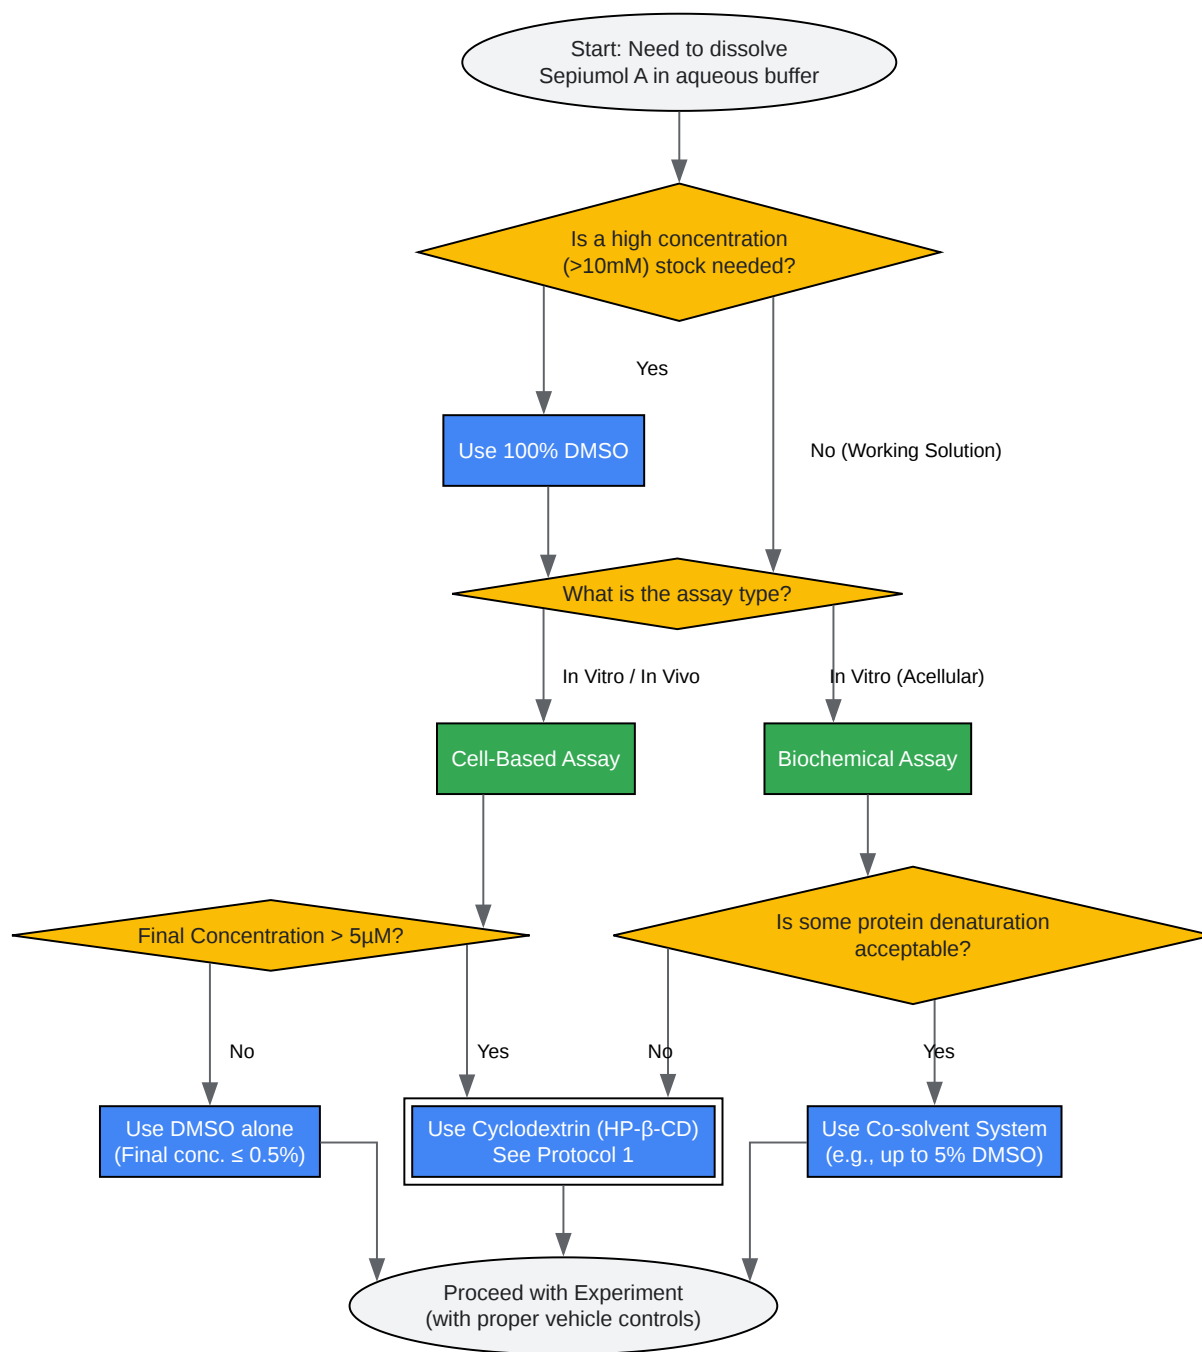 Start: Need to dissolve
Sepiumol A in aqueous buffer
Is a high concentration
(>10mM) stock needed?
Yes
Use 100% DMSO
No (Working Solution)
What is the assay type?
In Vitro / In Vivo
In Vitro (Acellular)
Cell-Based Assay
Biochemical Assay
Final Concentration > 5µM?
Is some protein denaturation
acceptable?
No
Yes
No
Yes
Use DMSO alone
(Final conc. ≤ 0.5%)
Use Cyclodextrin (HP-β-CD)
See Protocol 1
Use Co-solvent System
(e.g., up to 5% DMSO)
Proceed with Experiment
(with proper vehicle controls)